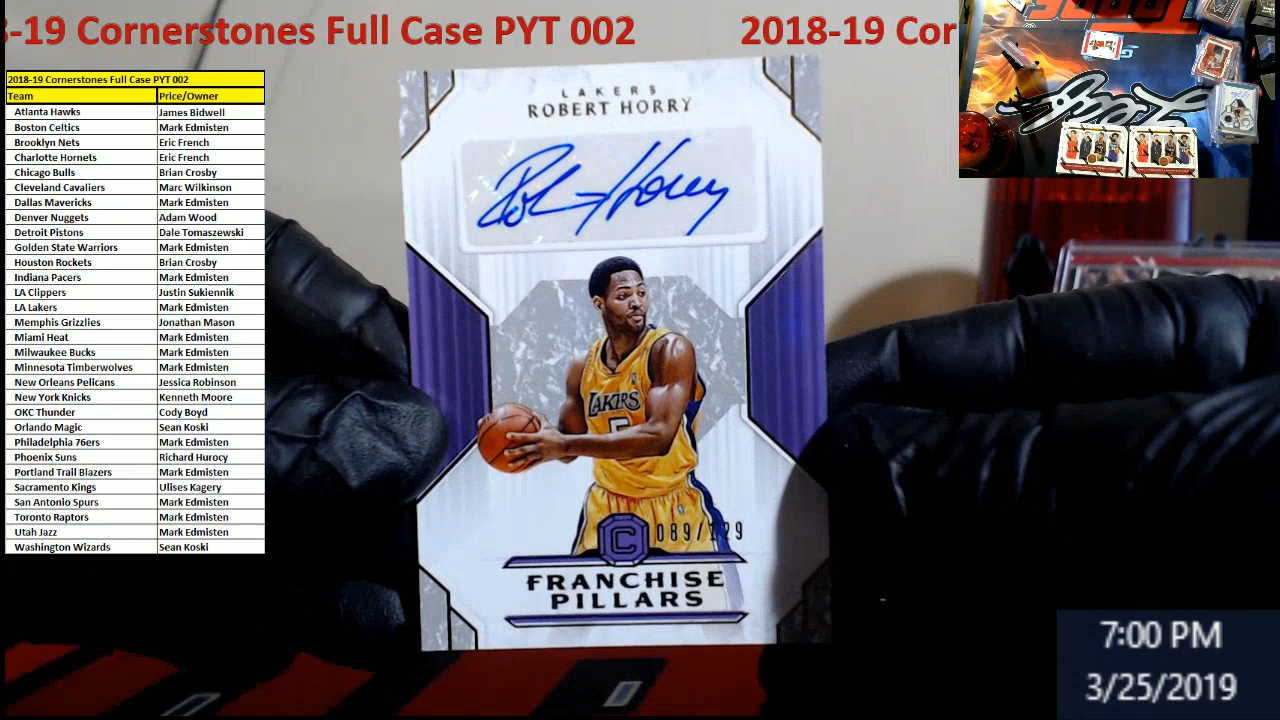 8-19 Cornerstones Full Case PYT 002 2018-19 Cor
2018-19 Cornerstones Full Case PYT 002
Team Price/Owner
Atlanta Hawks James Bidwell
Boston Celtics Mark Edmisten
Brooklyn Nets Eric French
Charlotte Hornets Eric French
Chicago Bulls Brian Crosby
Cleveland Cavaliers Marc Wilkinson
Dallas Mavericks Mark Edmisten
Denver Nuggets Adam Wood
Detroit Pistons Dale Tomaszewski
Golden State Warriors Mark Edmisten
Houston Rockets Brian Crosby
Indiana Pacers Mark Edmisten
LA Clippers Justin Sukiennik
LA Lakers Mark Edmisten
Memphis Grizzlies Jonathan Mason
Miami Heat Mark Edmisten
Milwaukee Bucks Mark Edmisten
Minnesota Timberwolves Mark Edmisten
New Orleans Pelicans Jessica Robinson
New York Knicks Kenneth Moore
OKC Thunder Cody Boyd
Orlando Magic Sean Koski
Philadelphia 76ers Mark Edmisten
Phoenix Suns Richard Hurocy
Portland Trail Blazers Mark Edmisten
Sacramento Kings Ulises Kagery
San Antonio Spurs Mark Edmisten
Toronto Raptors Mark Edmisten
Utah Jazz Mark Edmisten
Washington Wizards Sean Koski
LAKERS
ROBERT HORRY
Rob Horry
LAKERS
5
C
089/129
FRANCHISE
PILLARS
7:00 PM
3/25/2019